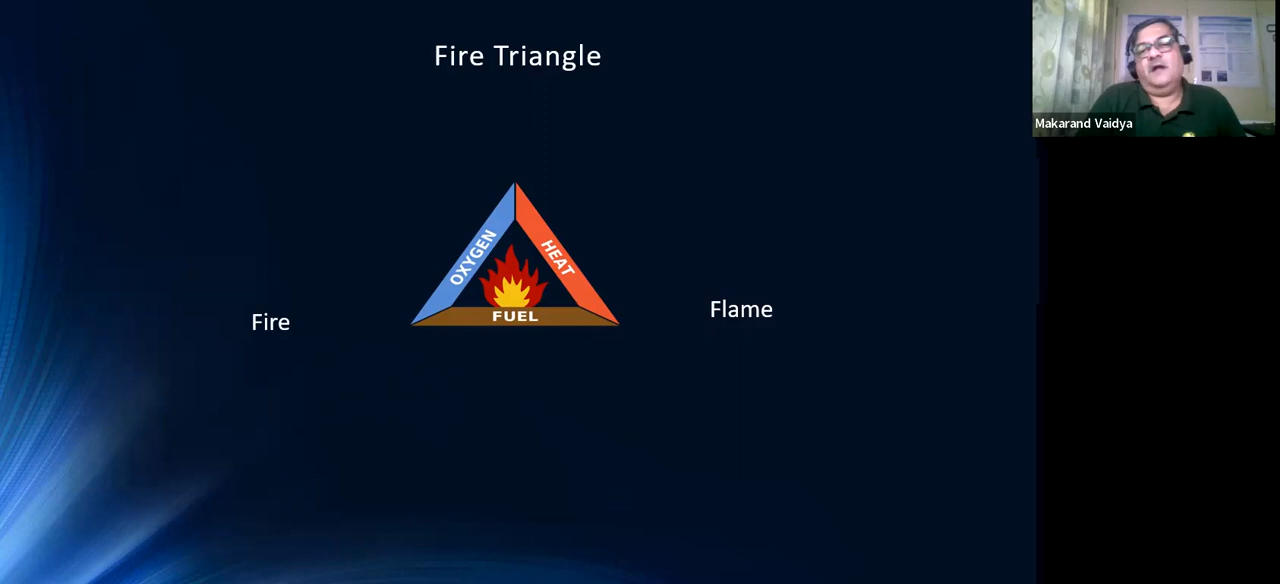 Fire Triangle
Makarand Vaidya
OXYGEN
HEAT
FUEL
Fire
Flame